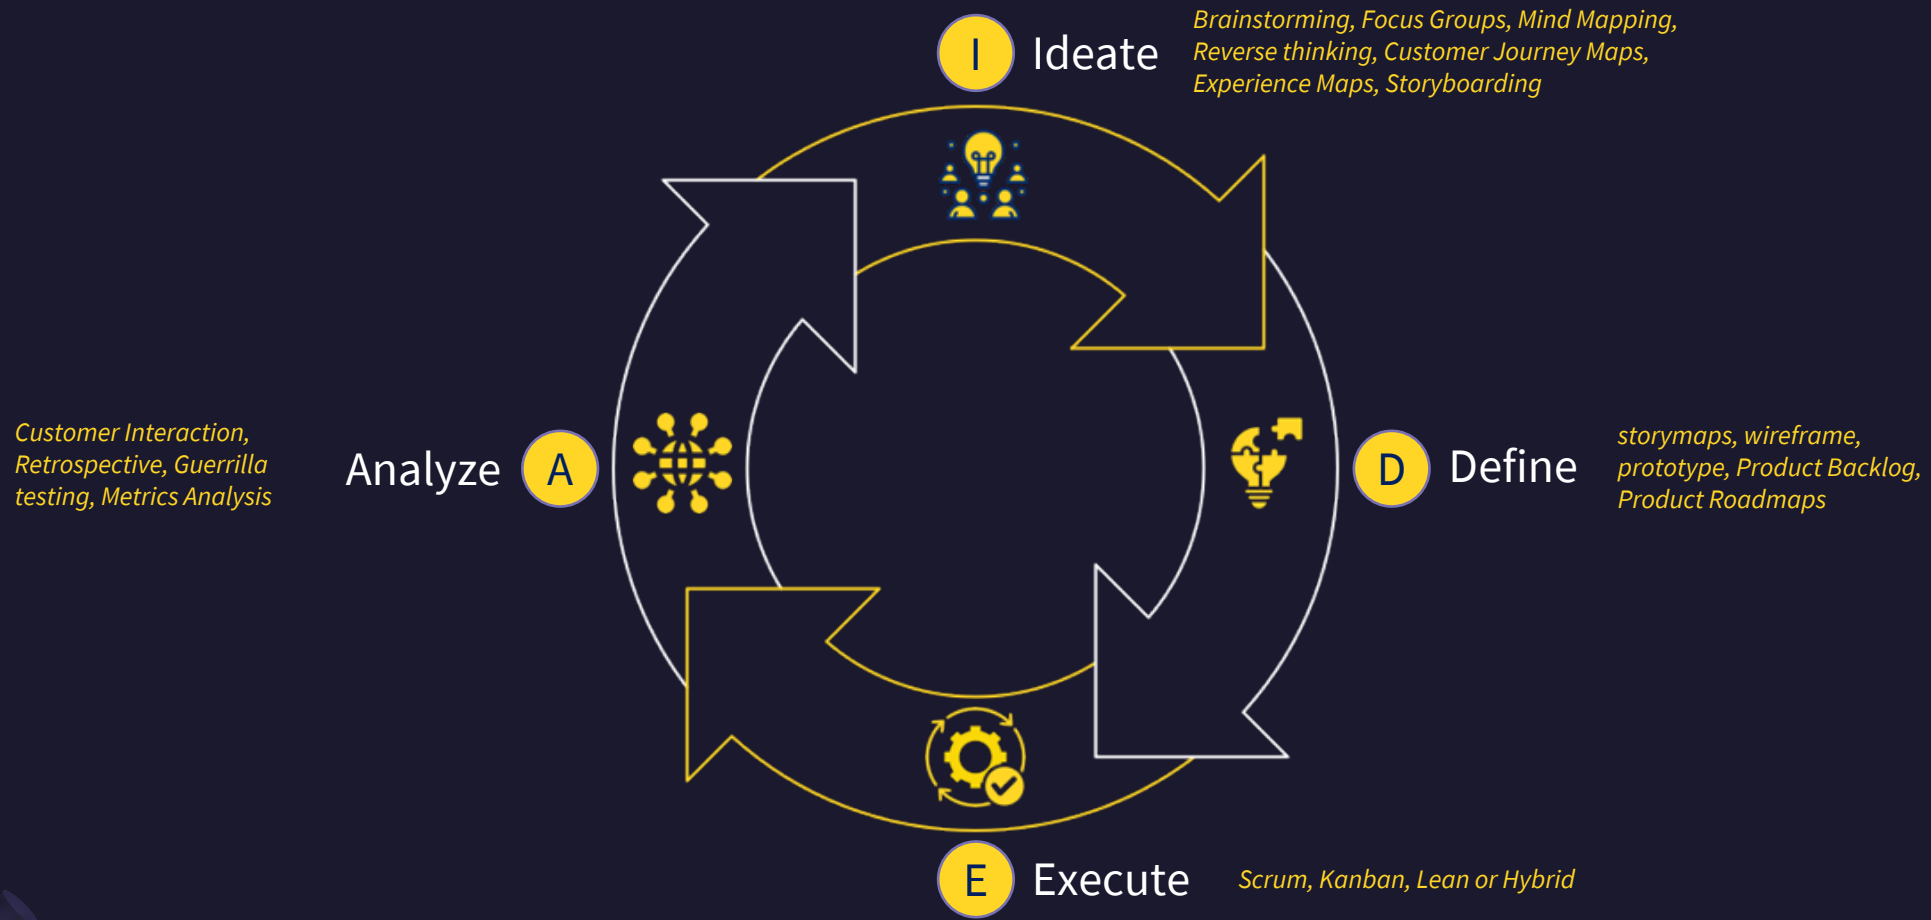 I
Ideate
Brainstorming, Focus Groups, Mind Mapping,
Reverse thinking, Customer Journey Maps,
Experience Maps, Storyboarding
Customer Interaction,
Retrospective, Guerrilla
testing, Metrics Analysis
Analyze
A
D
Define
storymaps, wireframe,
prototype, Product Backlog,
Product Roadmaps
E
Execute
Scrum, Kanban, Lean or Hybrid